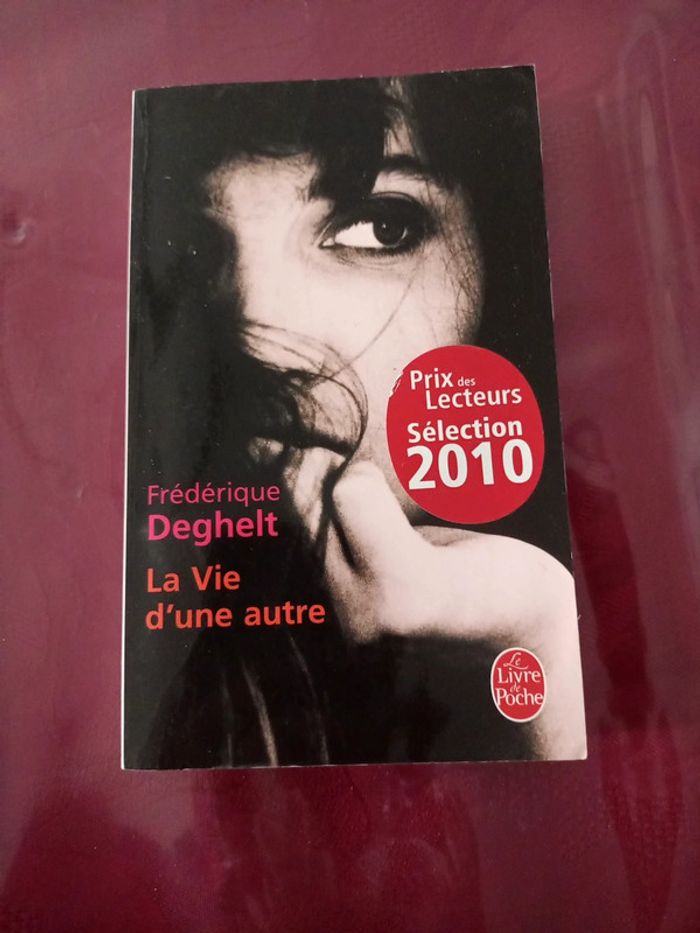 Prix des
Lecteurs
Sélection
2010
Frédérique
Deghelt
La Vie
d'une autre
Le
Livre
de
Poche